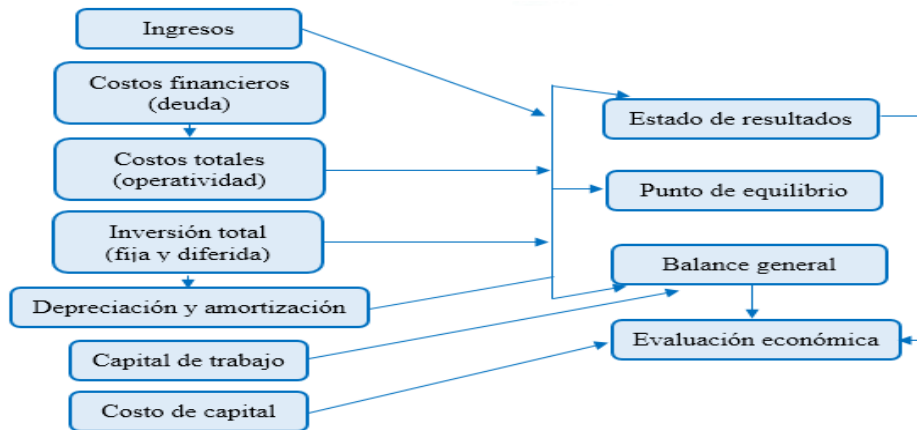 Ingresos
Costos financieros
(deuda)
Costos totales
(operatividad)
Inversión total
(fija y diferida)
Depreciación y amortización
Capital de trabajo
Costo de capital
Estado de resultados
Punto de equilibrio
Balance general
Evaluación económica